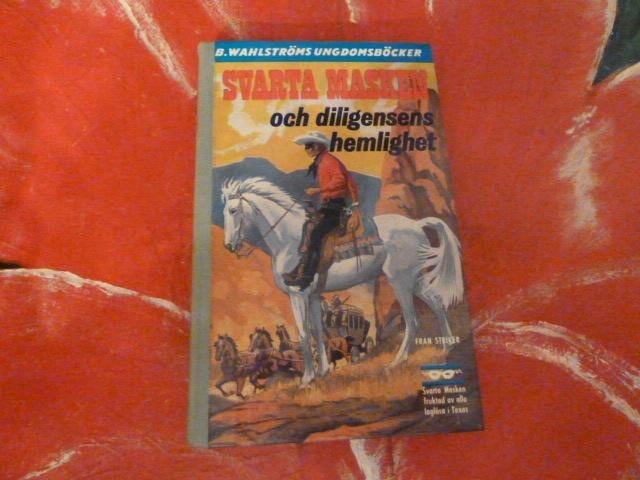 B. WAHLSTRÖMS UNGDOMSBÖCKER
SVARTA MASKEN
och diligensens
hemlighet
FRAN STRIKER
Svarta Masken
fruktad av alla
laglösa i Texas